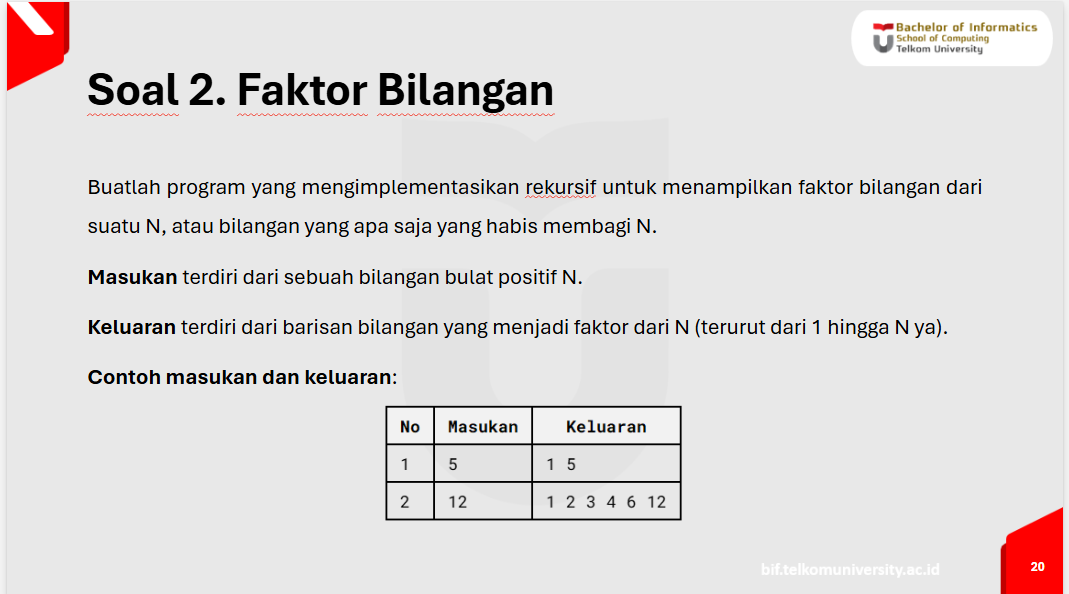 Bachelor of Informatics
School of Computing
Telkom University
Soal 2. Faktor Bilangan
Buatlah program yang mengimplementasikan rekursif untuk menampilkan faktor bilangan dari
suatu N, atau bilangan yang apa saja yang habis membagi N.
Masukan terdiri dari sebuah bilangan bulat positif N.
Keluaran terdiri dari barisan bilangan yang menjadi faktor dari N (terurut dari 1 hingga N ya).
Contoh masukan dan keluaran:
No Masukan Keluaran
1 5 1 5
2 12 1 2 3 4 6 12
bif.telkomuniversity.ac.id
20